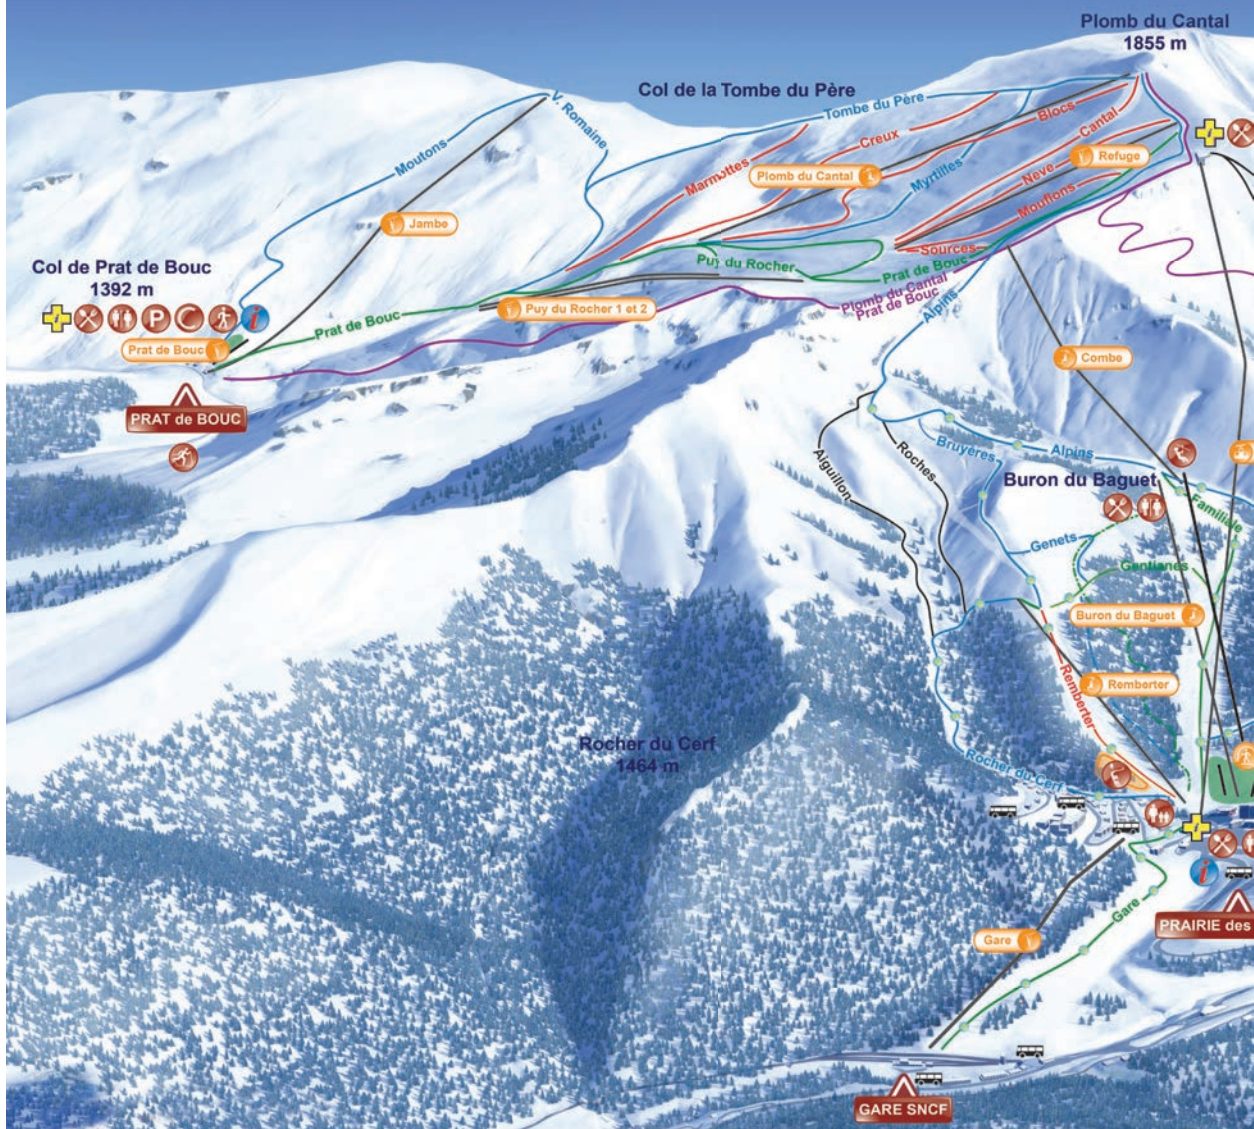 Plomb du Cantal
1855 m
Col de la Tombe du Père
Tombe du Père
V. Romaine
Moutons
Marmottes
Creux
Blocs
Cantal
Plomb du Cantal
Myrtilles
Neve
Refuge
Mouflons
Jambe
Sources
Puy du Rocher
Prat de Bouc
Plomb du Cantal
Prat de Bouc
Col de Prat de Bouc
1392 m
P
i
Prat de Bouc
Puy du Rocher 1 et 2
Prat de Bouc
Alpins
Combe
PRAT de BOUC
Aiguillon
Roches
Bruyères
Alpins
Buron du Baguet
Familiale
Genets
Gentianes
Buron du Baguet
Remberter
Remberter
Rocher du Cerf
1464 m
Rocher du Cerf
i
Gare
PRAIRIE des
Gare
GARE SNCF